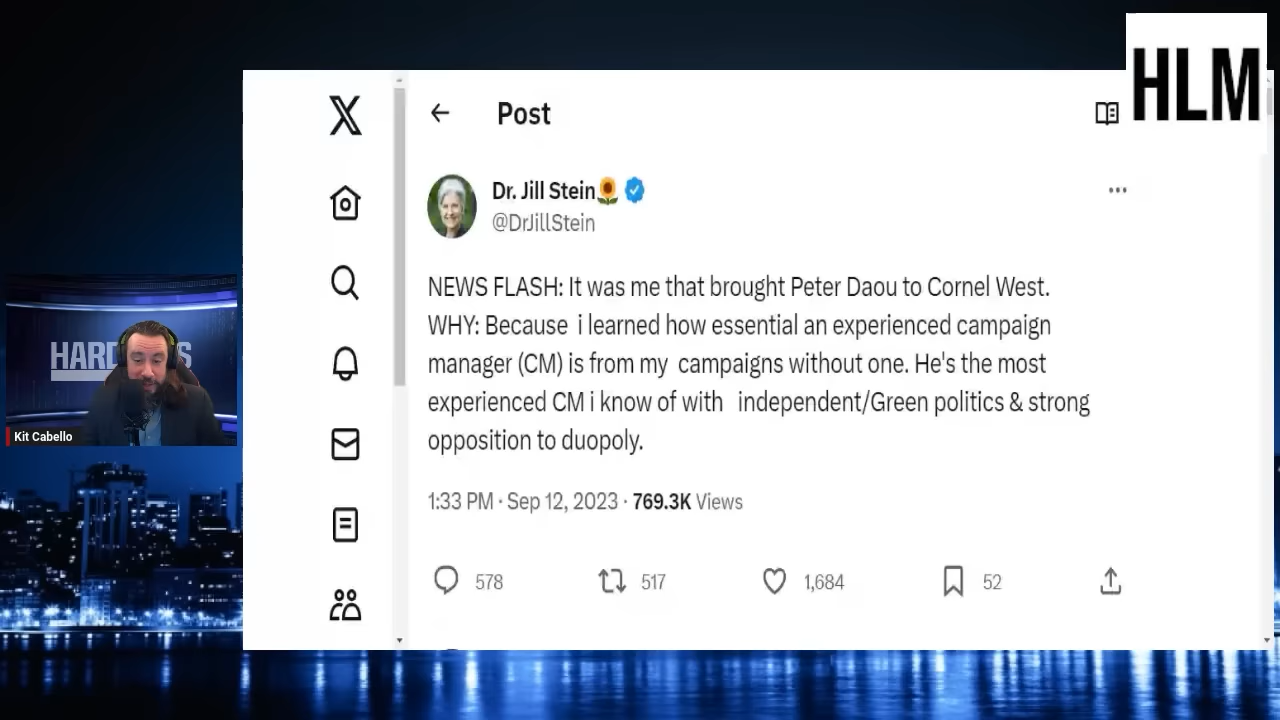 HLM
Post
Dr. Jill Stein🌻
@DrJillStein
NEWS FLASH: It was me that brought Peter Daou to Cornel West.
WHY: Because i learned how essential an experienced campaign
manager (CM) is from my campaigns without one. He's the most
experienced CM i know of with independent/Green politics & strong
opposition to duopoly.
1:33 PM · Sep 12, 2023 · 769.3K Views
578 517 1,684 52
Kit Cabello